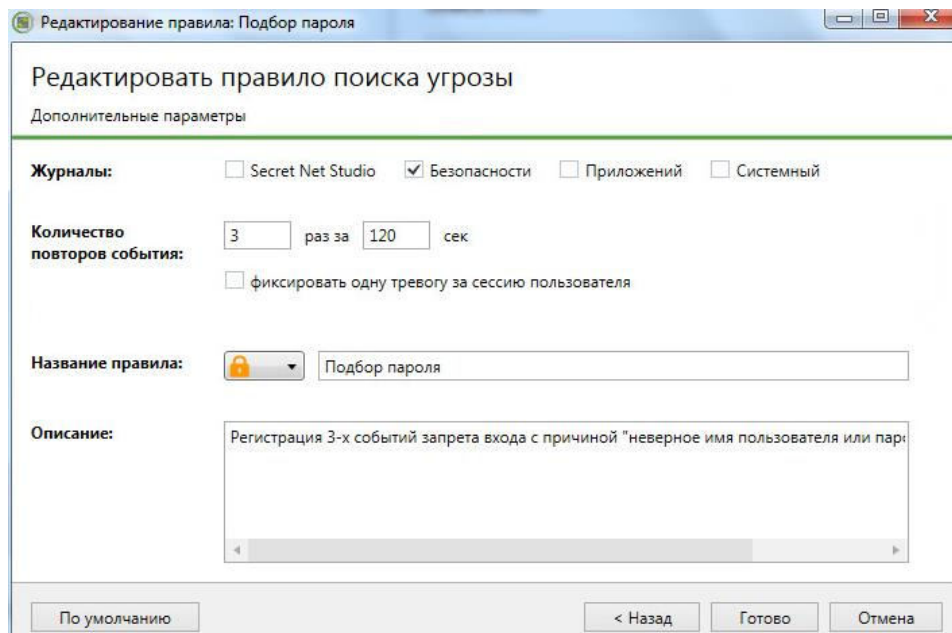 Редактирование правила: Подбор пароля
Редактировать правило поиска угрозы
Дополнительные параметры
Журналы: Secret Net Studio Безопасности Приложений Системный
Количество
повторов события: 3 раз за 120 сек
фиксировать одну тревогу за сессию пользователя
Название правила: Подбор пароля
Описание:
Регистрация 3-х событий запрета входа с причиной "неверное имя пользователя или
По умолчанию < Назад Готово Отмена